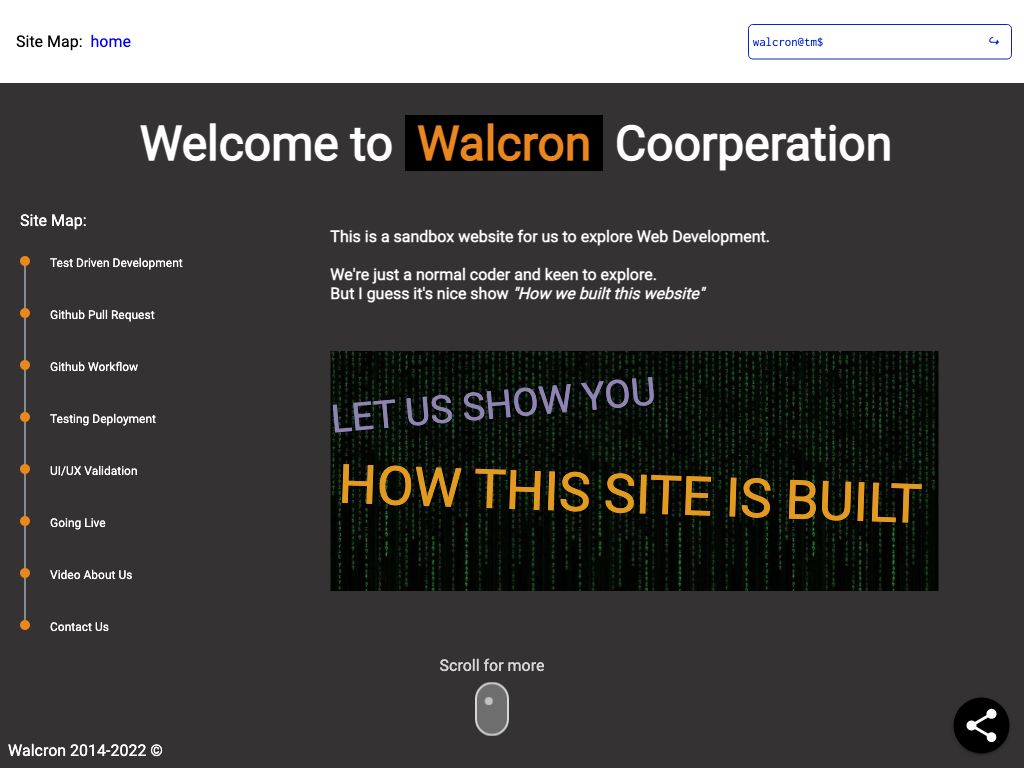 Site Map: home
walcron@tm$
Welcome to Walcron Coorperation
Site Map:
Test Driven Development
Github Pull Request
Github Workflow
Testing Deployment
UI/UX Validation
Going Live
Video About Us
Contact Us
This is a sandbox website for us to explore Web Development.
We're just a normal coder and keen to explore.
But I guess it's nice show "How we built this website"
LET US SHOW YOU
HOW THIS SITE IS BUILT
Scroll for more
Walcron 2014-2022 ©